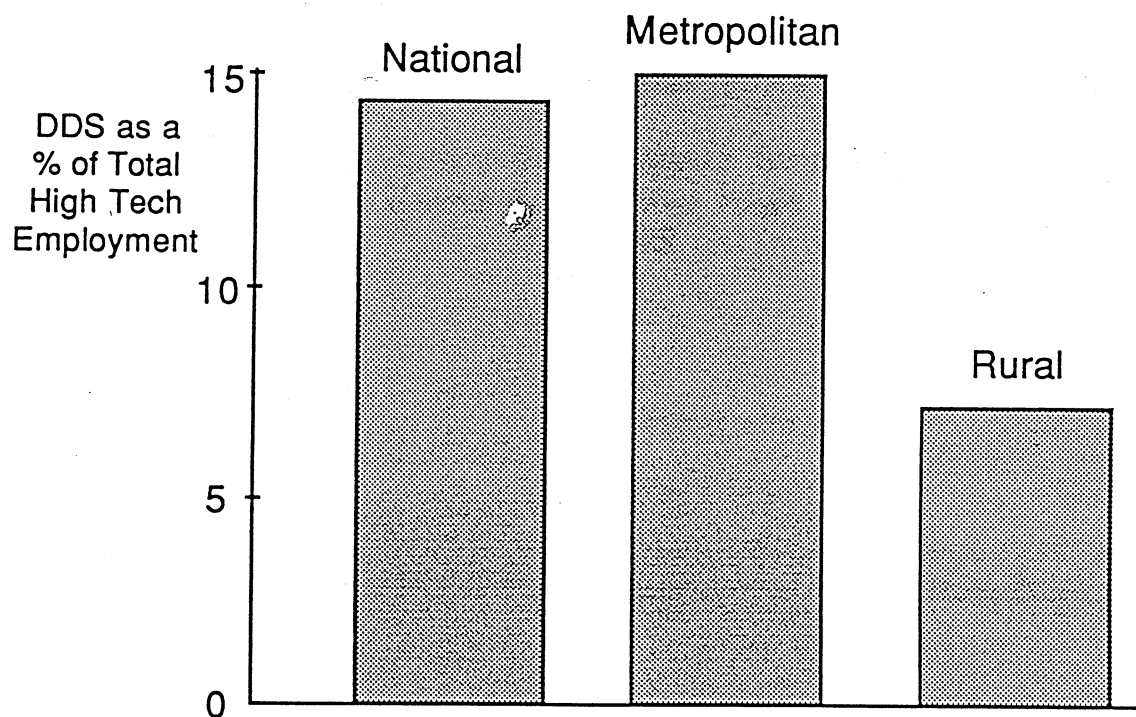 National
Metropolitan
15
DDS as a
% of Total
High Tech
Employment
10
Rural
5
0